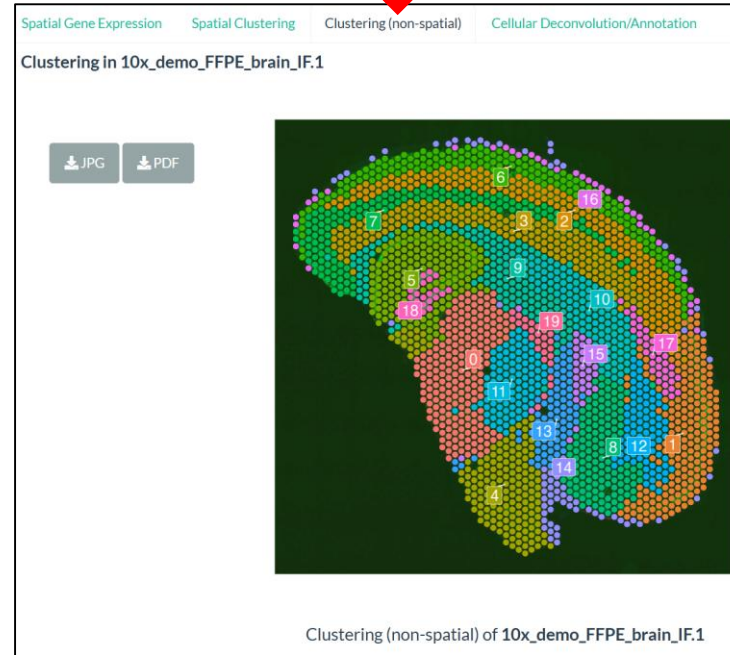 Spatial Gene Expression Spatial Clustering Clustering (non-spatial) Cellular Deconvolution/Annotation
Clustering in 10x_demo_FFPE_brain_IF.1
JPG PDF
6
16
7 3 2
9
5
10
18
19
17
0 15
11
13 8 12 1
14
4
Clustering (non-spatial) of 10x_demo_FFPE_brain_IF.1